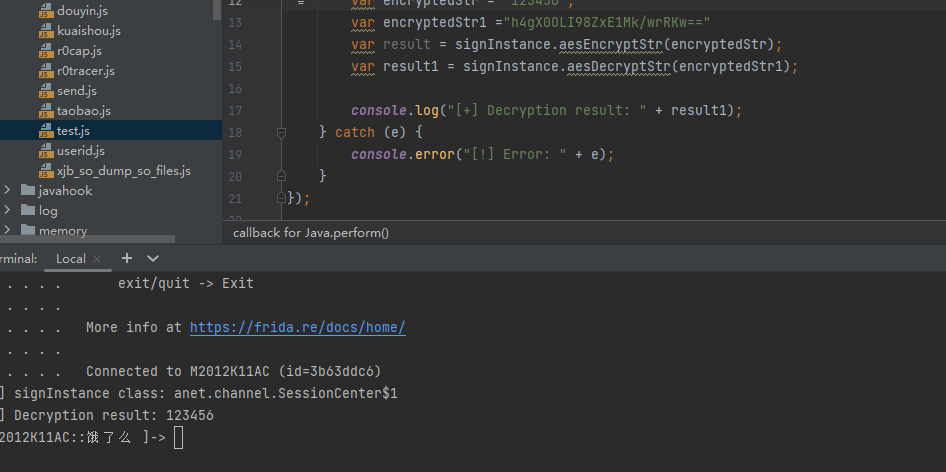 douyin.js
kuaishou.js
r0cap.js
r0tracer.js
send.js
taobao.js
test.js
userid.js
xjb_so_dump_so_files.js
javahook
log
memory
12 var encryptedStr = "123456";
13 var encryptedStr1 ="h4gX0OLI98ZxE1Mk/wrRKw=="
14 var result = signInstance.aesEncryptStr(encryptedStr);
15 var result1 = signInstance.aesDecryptStr(encryptedStr1);
16
17 console.log("[+] Decryption result: " + result1);
18 } catch (e) {
19 console.error("[!] Error: " + e);
20 }
21 });
callback for Java.perform()
rminal: Local
. . . . exit/quit -> Exit
. . . .
. . . . More info at https://frida.re/docs/home/
. . . .
. . . . Connected to M2012K11AC (id=3b63ddc6)
] signInstance class: anet.channel.SessionCenter$1
] Decryption result: 123456
2012K11AC::饿了么 ]->